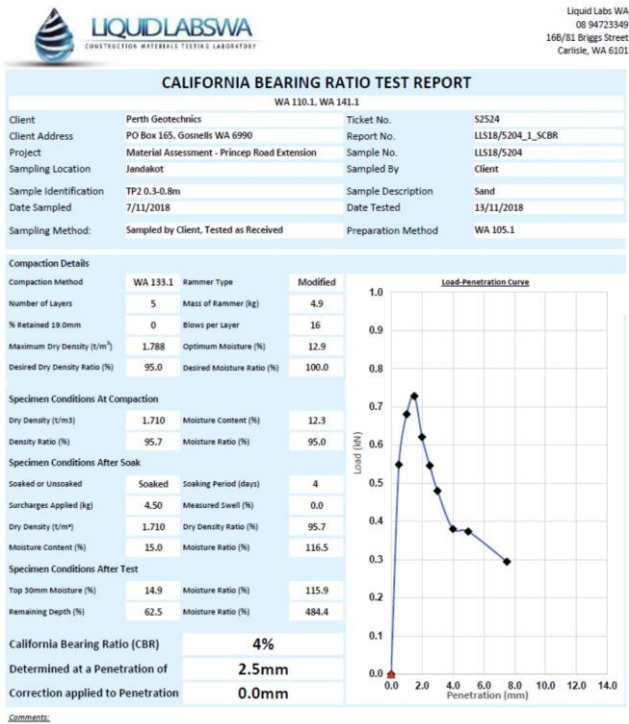 LIQUID LABS WA
CONSTRUCTION MATERIALS TESTING LABORATORY
Liquid Labs WA
08 94723349
16B/81 Briggs Street
Carlisle, WA 6101
CALIFORNIA BEARING RATIO TEST REPORT
WA 110.1, WA 141.1
Client Perth Geotechnics Ticket No. S2524
Client Address PO Box 165, Gosnells WA 6990 Report No. LLS18/5204_1_SCBR
Project Material Assessment - Princep Road Extension Sample No. LLS18/5204
Sampling Location Jandakot Sampled By Client
Sample Identification TP2 0.3-0.8m Sample Description Sand
Date Sampled 7/11/2018 Date Tested 13/11/2018
Sampling Method: Sampled by Client, Tested as Received Preparation Method WA 105.1
Compaction Details
Compaction Method WA 133.1 Rammer Type Modified
Number of Layers 5 Mass of Rammer (kg) 4.9
% Retained 19.0mm 0 Blows per Layer 16
Maximum Dry Density (t/m³) 1.788 Optimum Moisture (%) 12.9
Desired Dry Density Ratio (%) 95.0 Desired Moisture Ratio (%) 100.0
Specimen Conditions At Compaction
Dry Density (t/m3) 1.710 Moisture Content (%) 12.3
Density Ratio (%) 95.7 Moisture Ratio (%) 95.0
Specimen Conditions After Soak
Soaked or Unsoaked Soaked Soaking Period (days) 4
Surcharges Applied (kg) 4.50 Measured Swell (%) 0.0
Dry Density (t/m³) 1.710 Dry Density Ratio (%) 95.7
Moisture Content (%) 15.0 Moisture Ratio (%) 116.5
Specimen Conditions After Test
Top 30mm Moisture (%) 14.9 Moisture Ratio (%) 115.9
Remaining Depth (%) 62.5 Moisture Ratio (%) 484.4
California Bearing Ratio (CBR) 4%
Determined at a Penetration of 2.5mm
Correction applied to Penetration 0.0mm
Comments:
Load-Penetration Curve
1.0
0.9
0.8
0.7
0.6
0.5
0.4
0.3
0.2
0.1
0.0
Load (kN)
0.0 2.0 4.0 6.0 8.0 10.0 12.0 14.0
Penetration (mm)